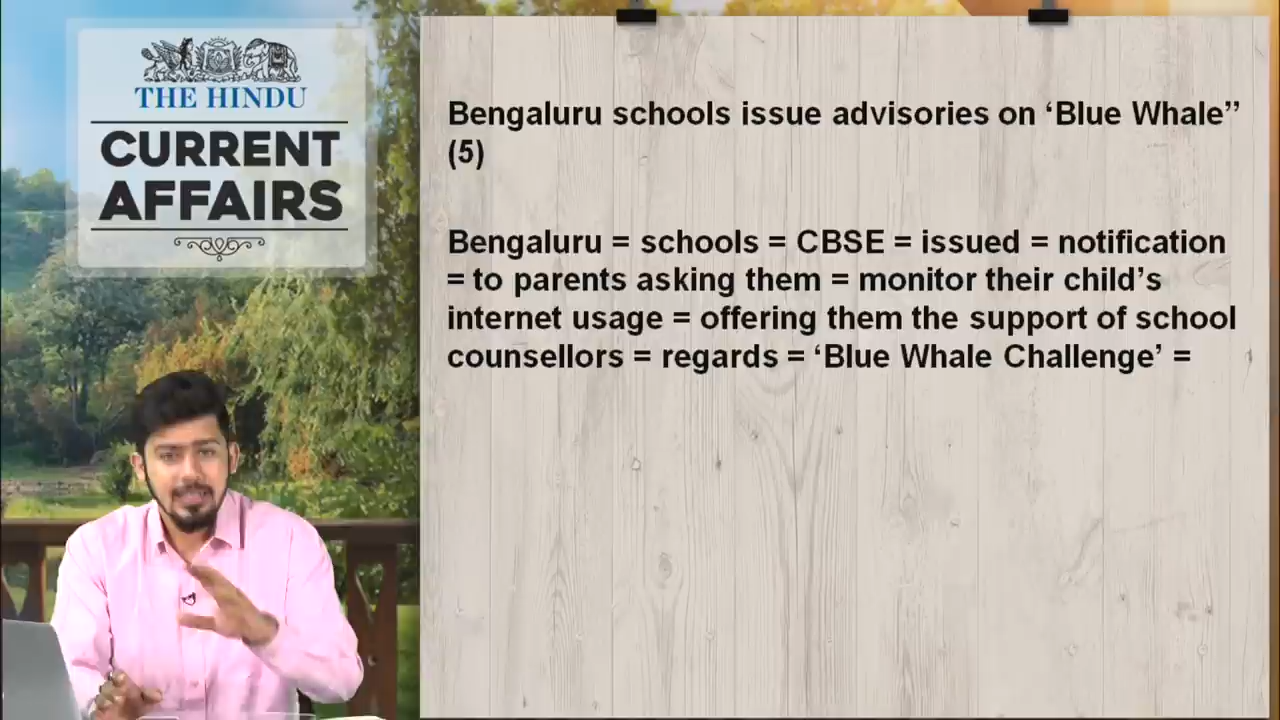 THE HINDU
CURRENT
AFFAIRS
Bengaluru schools issue advisories on ‘Blue Whale’’
(5)
Bengaluru = schools = CBSE = issued = notification
= to parents asking them = monitor their child’s
internet usage = offering them the support of school
counsellors = regards = ‘Blue Whale Challenge’ =